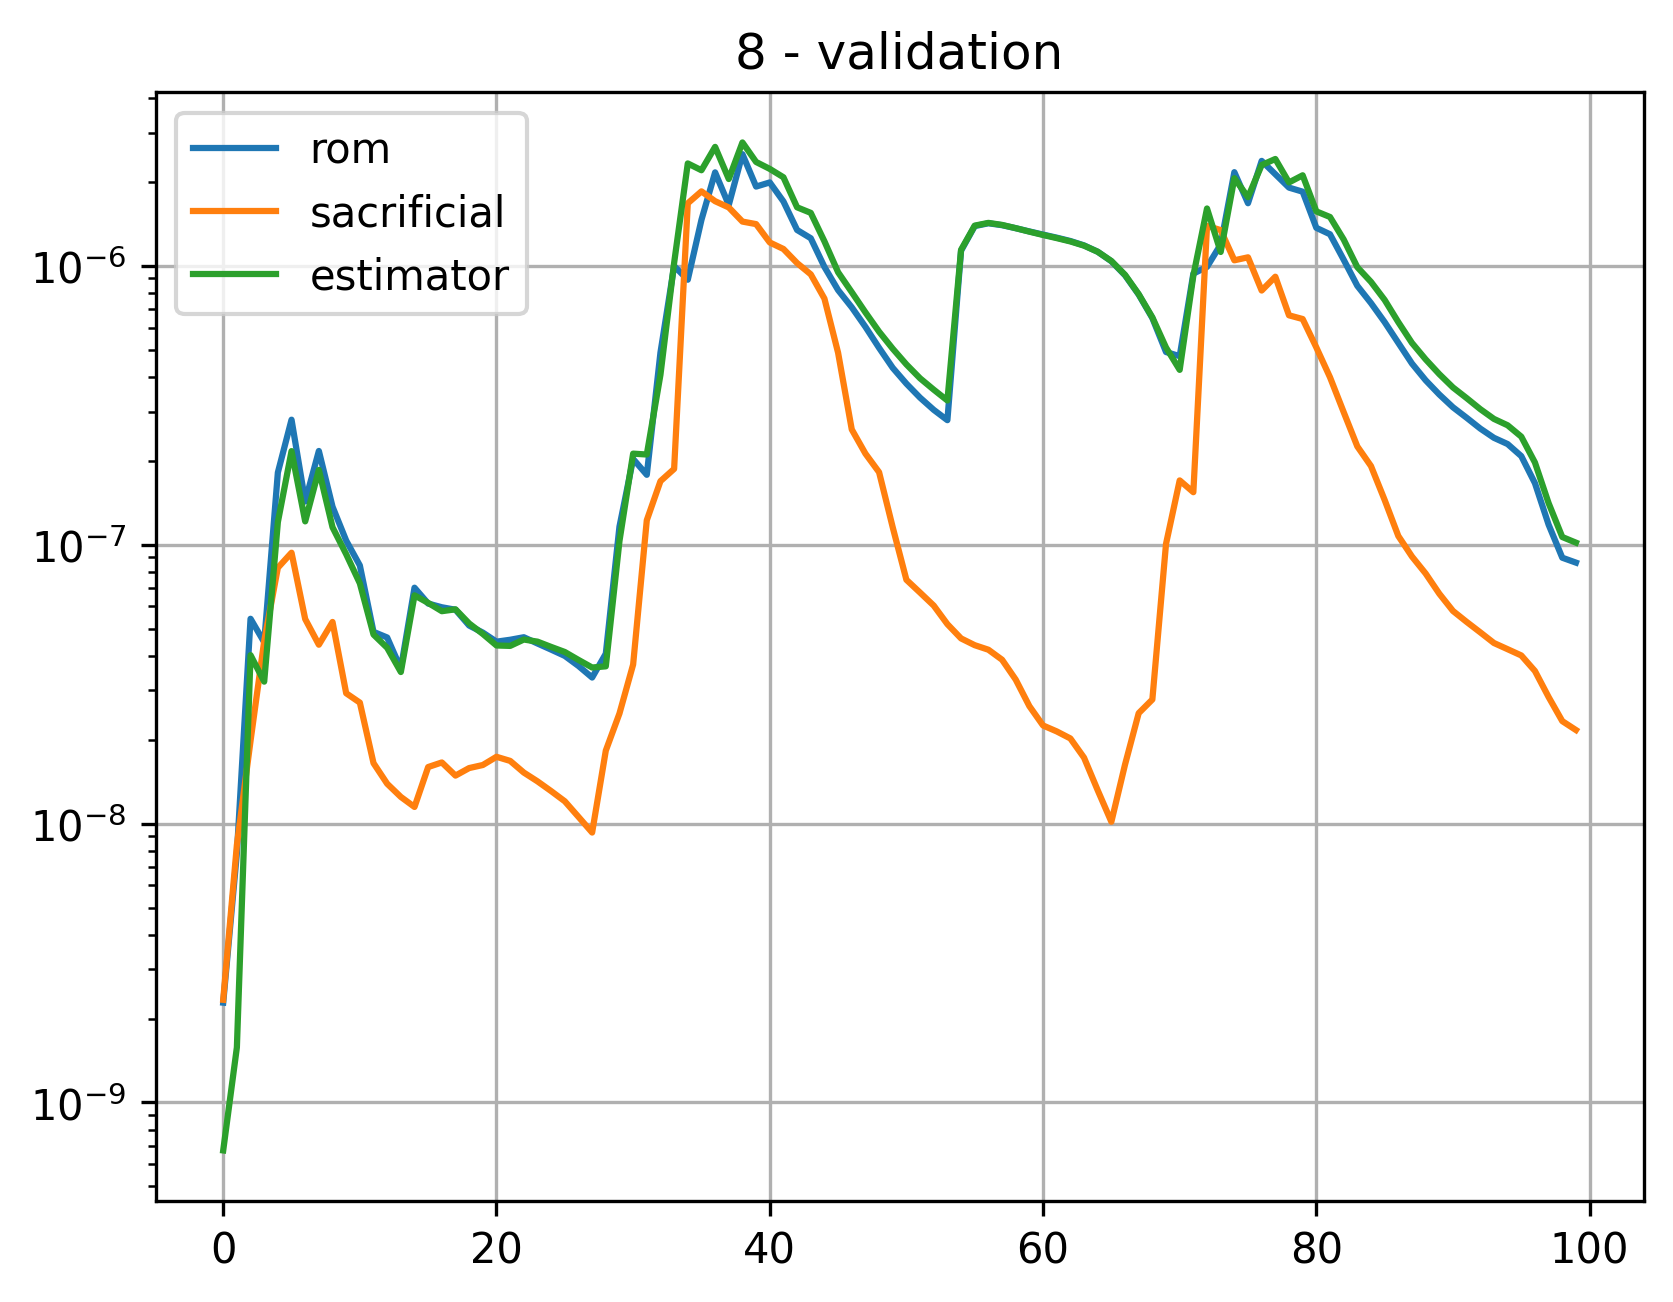 8 - validation
rom
sacrificial
estimator
10⁻⁶
10⁻⁷
10⁻⁸
10⁻⁹
0 20 40 60 80 100